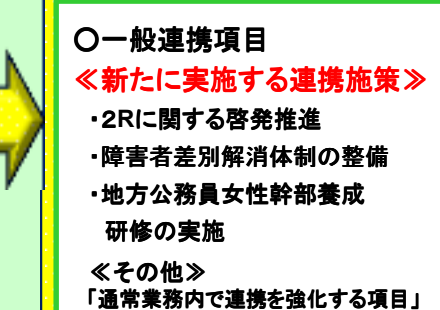 〇一般連携項目
≪新たに実施する連携施策≫
・2Rに関する啓発推進
・障害者差別解消体制の整備
・地方公務員女性幹部養成
研修の実施
≪その他≫
「通常業務内で連携を強化する項目」